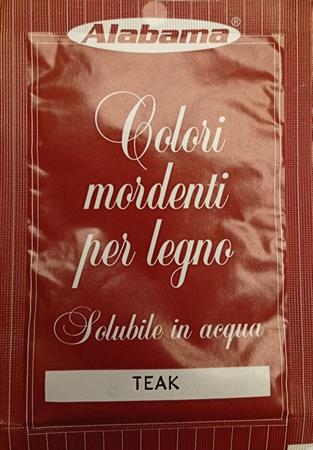 Alabama®
Colori
mordenti
per legno
Solubile in acqua
TEAK